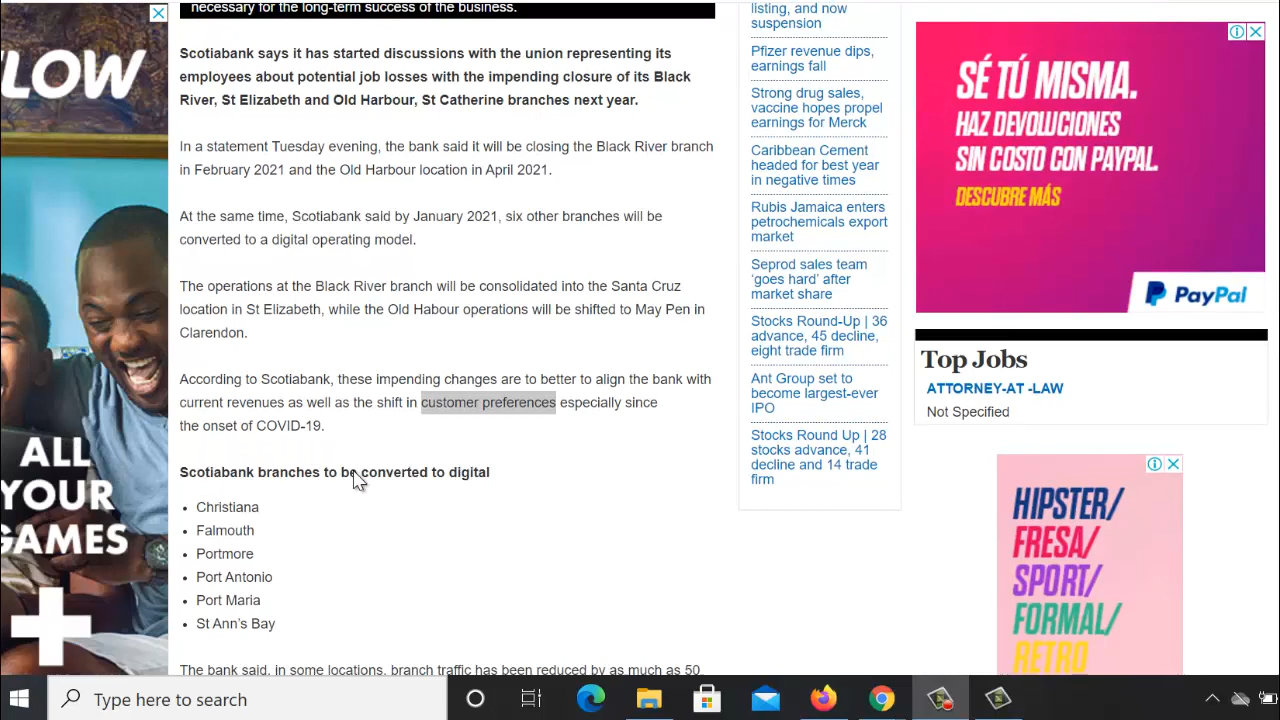 necessary for the long-term success of the business.
Scotiabank says it has started discussions with the union representing its
employees about potential job losses with the impending closure of its Black
River, St Elizabeth and Old Harbour, St Catherine branches next year.
In a statement Tuesday evening, the bank said it will be closing the Black River branch
in February 2021 and the Old Harbour location in April 2021.
At the same time, Scotiabank said by January 2021, six other branches will be
converted to a digital operating model.
The operations at the Black River branch will be consolidated into the Santa Cruz
location in St Elizabeth, while the Old Habour operations will be shifted to May Pen in
Clarendon.
According to Scotiabank, these impending changes are to better to align the bank with
current revenues as well as the shift in customer preferences especially since
the onset of COVID-19.
Scotiabank branches to be converted to digital
• Christiana
• Falmouth
• Portmore
• Port Antonio
• Port Maria
• St Ann's Bay
The bank said, in some locations, branch traffic has been reduced by as much as 50
listing, and now
suspension
Pfizer revenue dips,
earnings fall
Strong drug sales,
vaccine hopes propel
earnings for Merck
Caribbean Cement
headed for best year
in negative times
Rubis Jamaica enters
petrochemicals export
market
Seprod sales team
‘goes hard’ after
market share
Stocks Round-Up | 36
advance, 45 decline,
eight trade firm
Ant Group set to
become largest-ever
IPO
Stocks Round Up | 28
stocks advance, 41
decline and 14 trade
firm
LOW
ALL
YOUR
GAMES
+
SÉ TÚ MISMA.
HAZ DEVOLUCIONES
SIN COSTO CON PAYPAL.
DESCUBRE MÁS
PayPal
Top Jobs
ATTORNEY-AT -LAW
Not Specified
HIPSTER/
FRESA/
SPORT/
FORMAL/
RETRO
Type here to search